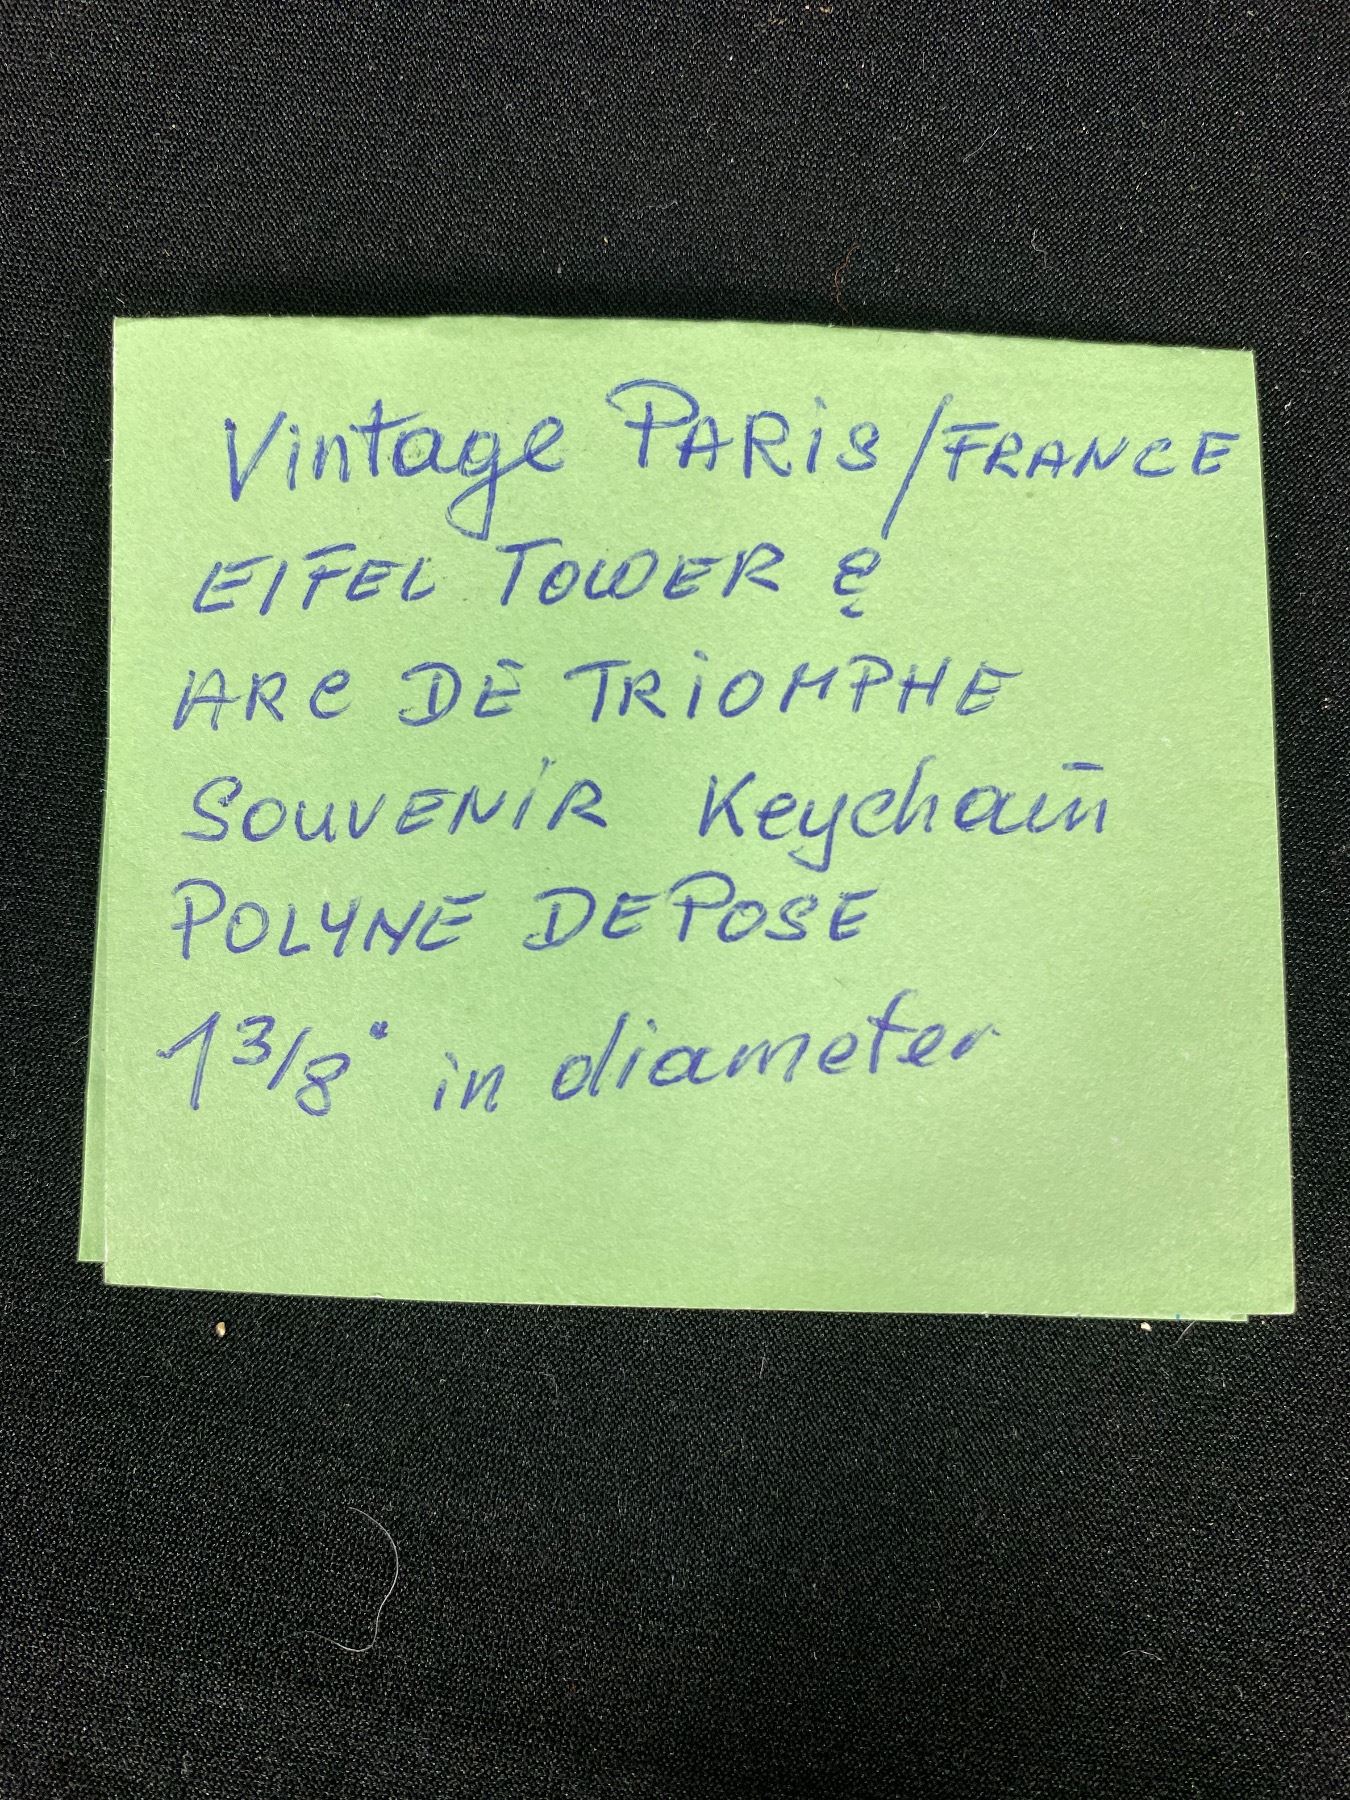 Vintage PARiS/FRANCE
EIFEL TOWER &
ARC DE TRiOMPHE
SOUVENiR Keychain
POLYNE DEPOSE
1 3/8" in diameter